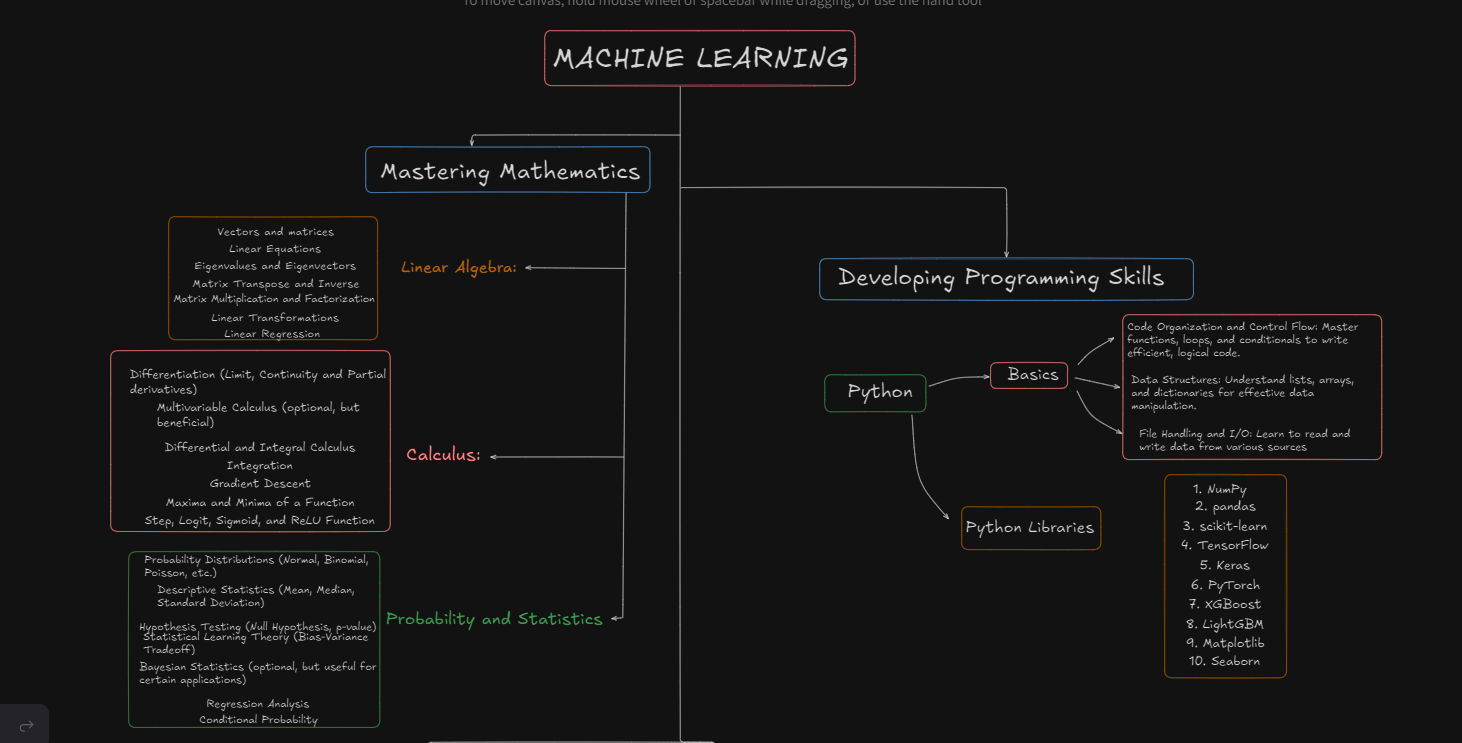 To move canvas, hold mouse wheel or spacebar while dragging, or use the hand tool
MACHINE LEARNING
Mastering Mathematics
Linear Algebra:
Vectors and matrices
Linear Equations
Eigenvalues and Eigenvectors
Matrix Transpose and Inverse
Matrix Multiplication and Factorization
Linear Transformations
Linear Regression
Calculus:
Differentiation (Limit, Continuity and Partial
derivatives)
Multivariable Calculus (optional, but
beneficial)
Differential and Integral Calculus
Integration
Gradient Descent
Maxima and Minima of a Function
Step, Logit, Sigmoid, and ReLU Function
Probability and Statistics
Probability Distributions (Normal, Binomial,
Poisson, etc.)
Descriptive Statistics (Mean, Median,
Standard Deviation)
Hypothesis Testing (Null Hypothesis, p-value)
Statistical Learning Theory (Bias-Variance
Tradeoff)
Bayesian Statistics (optional, but useful for
certain applications)
Regression Analysis
Conditional Probability
Developing Programming Skills
Python
Basics
Code Organization and Control Flow: Master
functions, loops, and conditionals to write
efficient, logical code.
Data Structures: Understand lists, arrays,
and dictionaries for effective data
manipulation.
File Handling and I/O: Learn to read and
write data from various sources
Python Libraries
1. NumPy
2. pandas
3. scikit-learn
4. TensorFlow
5. Keras
6. PyTorch
7. XGBoost
8. LightGBM
9. Matplotlib
10. Seaborn